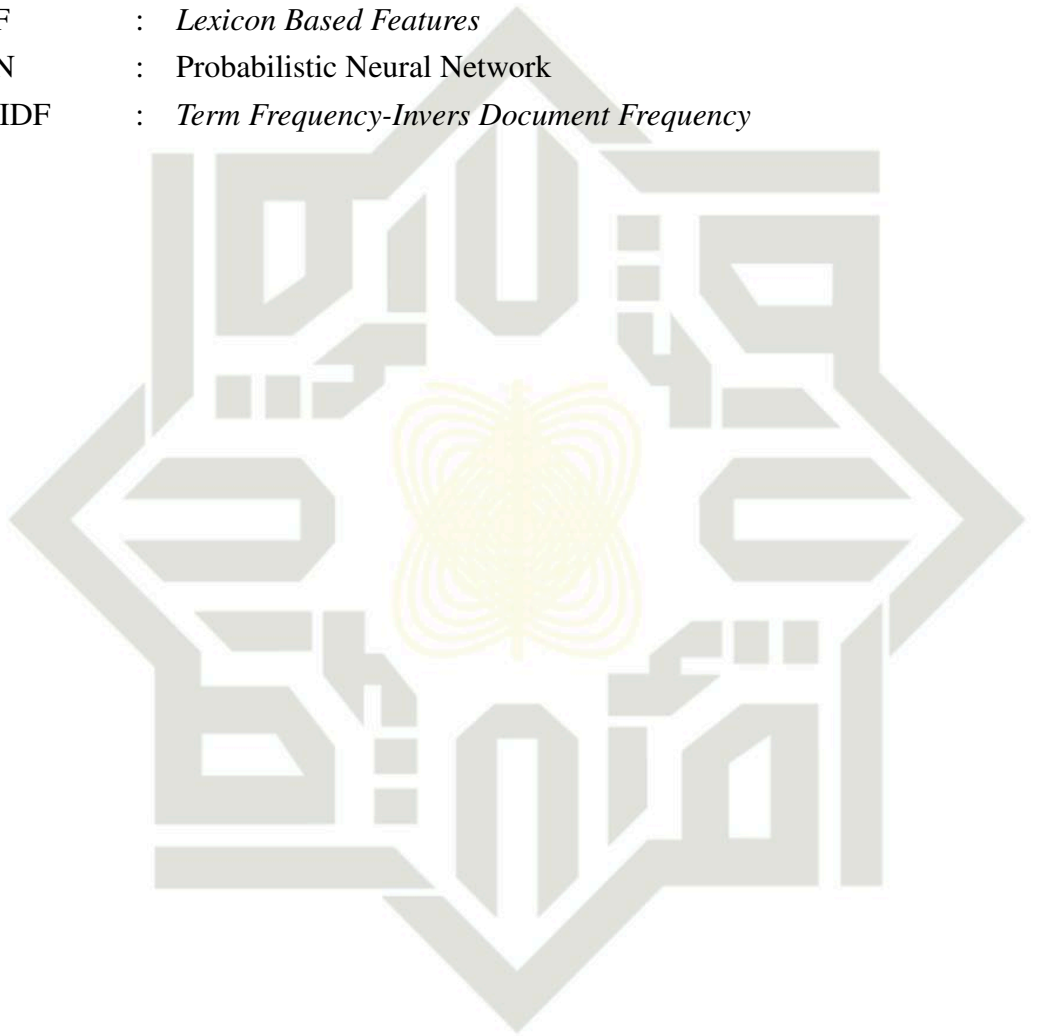 F : Lexicon Based Features
N : Probabilistic Neural Network
IDF : Term Frequency-Invers Document Frequency